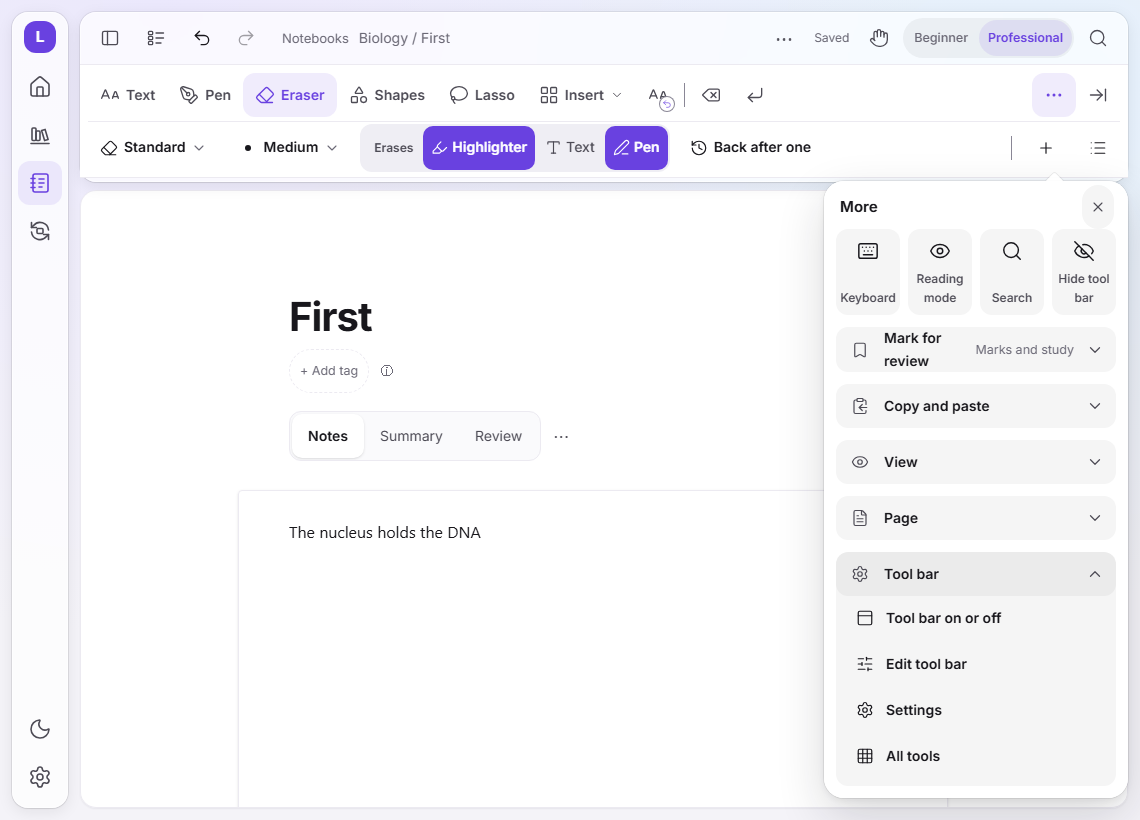 L
Notebooks Biology / First
Saved
Beginner Professional
AA Text Pen Eraser Shapes Lasso Insert AA
Standard Medium Erases Highlighter Text Pen Back after one
First
+ Add tag
Notes Summary Review
The nucleus holds the DNA
More
Keyboard
Reading mode
Search
Hide tool bar
Mark for review Marks and study
Copy and paste
View
Page
Tool bar
Tool bar on or off
Edit tool bar
Settings
All tools